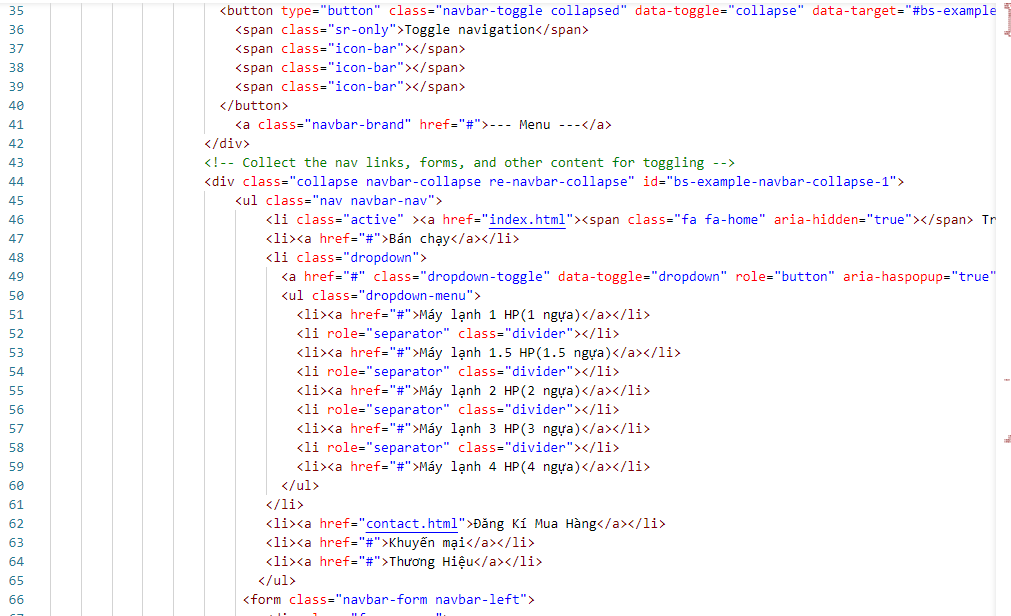 35 <button type="button" class="navbar-toggle collapsed" data-toggle="collapse" data-target="#bs-example
36 <span class="sr-only">Toggle navigation</span>
37 <span class="icon-bar"></span>
38 <span class="icon-bar"></span>
39 <span class="icon-bar"></span>
40 </button>
41 <a class="navbar-brand" href="#">--- Menu ---</a>
42 </div>
43 <!-- Collect the nav links, forms, and other content for toggling -->
44 <div class="collapse navbar-collapse re-navbar-collapse" id="bs-example-navbar-collapse-1">
45 <ul class="nav navbar-nav">
46 <li class="active" ><a href="index.html"><span class="fa fa-home" aria-hidden="true"></span> Tr
47 <li><a href="#">Bán chạy</a></li>
48 <li class="dropdown">
49 <a href="#" class="dropdown-toggle" data-toggle="dropdown" role="button" aria-haspopup="true"
50 <ul class="dropdown-menu">
51 <li><a href="#">Máy lạnh 1 HP(1 ngựa)</a></li>
52 <li role="separator" class="divider"></li>
53 <li><a href="#">Máy lạnh 1.5 HP(1.5 ngựa)</a></li>
54 <li role="separator" class="divider"></li>
55 <li><a href="#">Máy lạnh 2 HP(2 ngựa)</a></li>
56 <li role="separator" class="divider"></li>
57 <li><a href="#">Máy lạnh 3 HP(3 ngựa)</a></li>
58 <li role="separator" class="divider"></li>
59 <li><a href="#">Máy lạnh 4 HP(4 ngựa)</a></li>
60 </ul>
61 </li>
62 <li><a href="contact.html">Đăng Kí Mua Hàng</a></li>
63 <li><a href="#">Khuyến mại</a></li>
64 <li><a href="#">Thương Hiệu</a></li>
65 </ul>
66 <form class="navbar-form navbar-left">